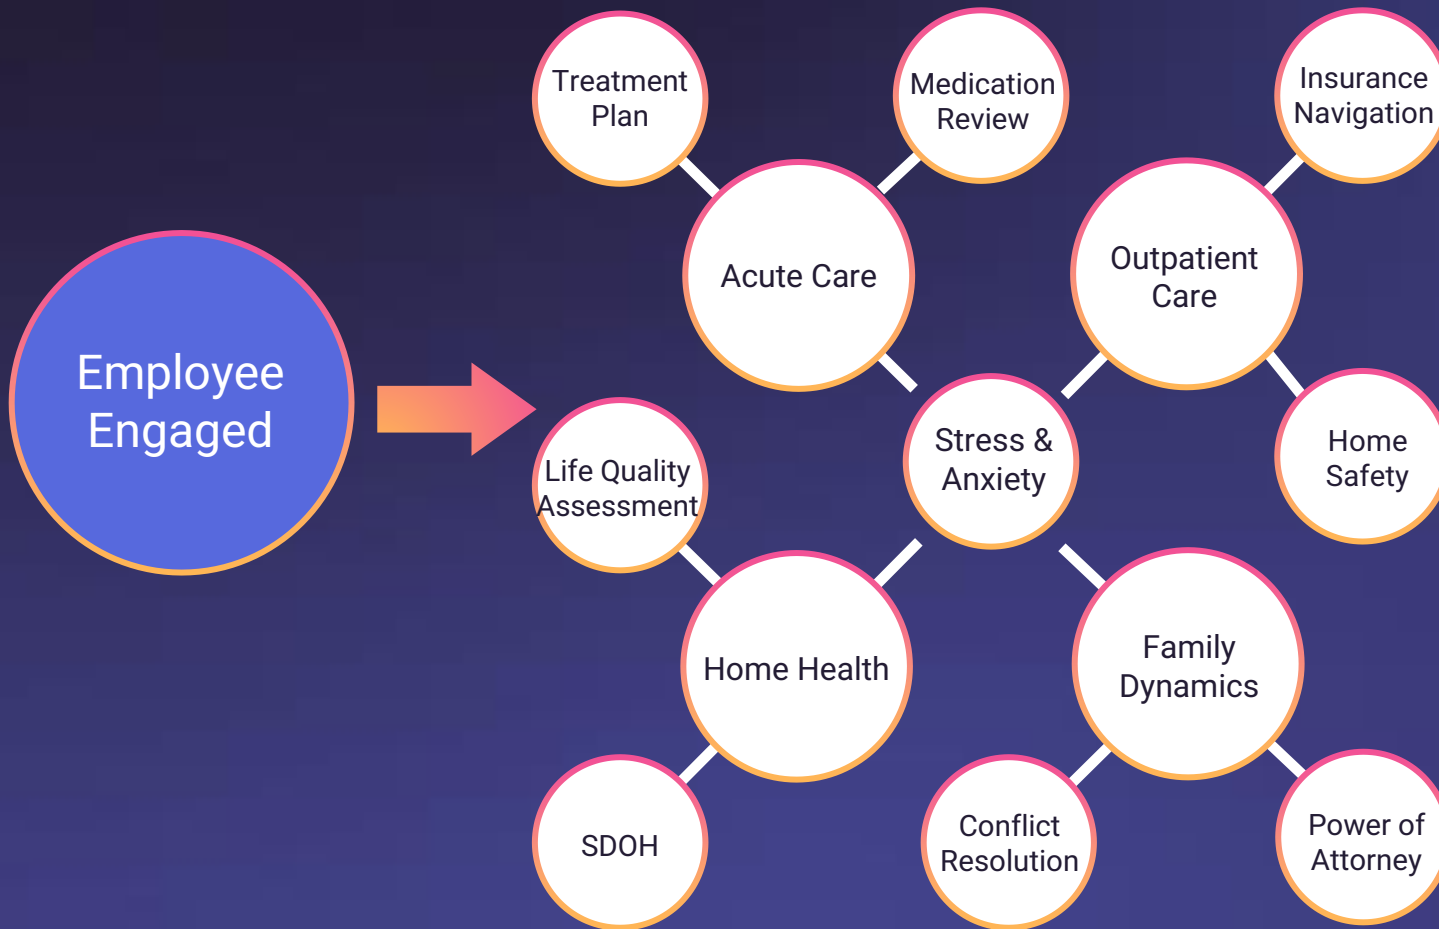 Employee
Engaged
Treatment
Plan
Medication
Review
Insurance
Navigation
Acute Care
Outpatient
Care
Life Quality
Assessment
Stress &
Anxiety
Home
Safety
Home Health
Family
Dynamics
SDOH
Conflict
Resolution
Power of
Attorney